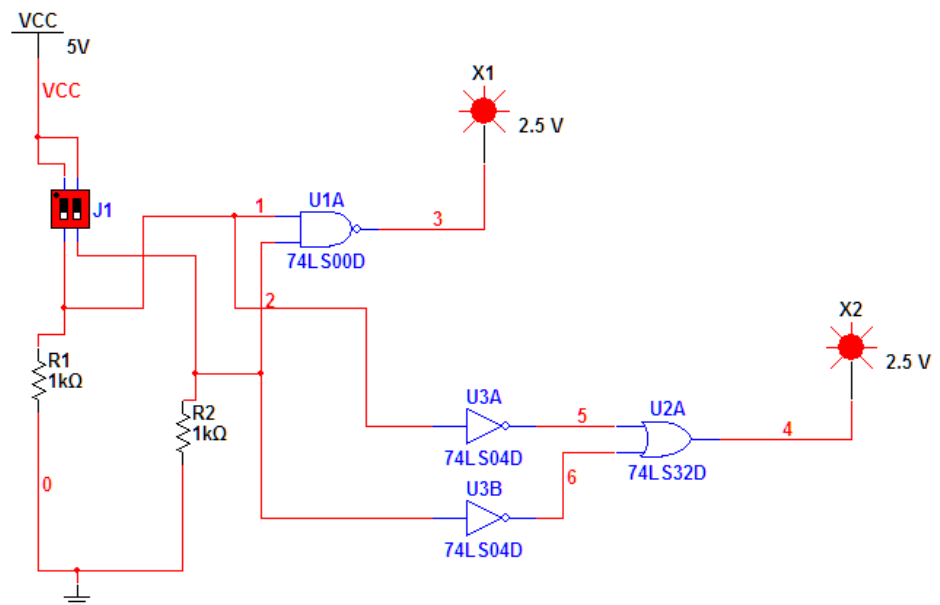 VCC
5V
VCC
X1
2.5 V
J1
1
U1A
3
74LS00D
2
X2
2.5 V
R1
1kΩ
R2
1kΩ
U3A
5
U2A
4
74LS04D
74LS32D
6
0
U3B
74LS04D